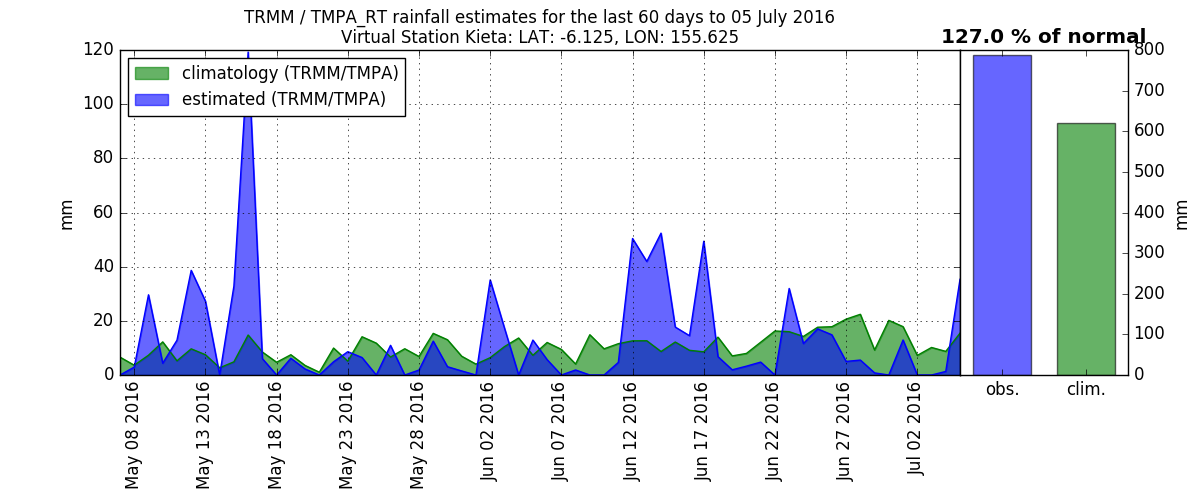 TRMM / TMPA_RT rainfall estimates for the last 60 days to 05 July 2016
Virtual Station Kieta: LAT: -6.125, LON: 155.625
127.0 % of normal
climatology (TRMM/TMPA)
estimated (TRMM/TMPA)
120
100
80
60
40
20
0
mm
May 08 2016
May 13 2016
May 18 2016
May 23 2016
May 28 2016
Jun 02 2016
Jun 07 2016
Jun 12 2016
Jun 17 2016
Jun 22 2016
Jun 27 2016
Jul 02 2016
obs.
clim.
800
700
600
500
400
300
200
100
0
mm